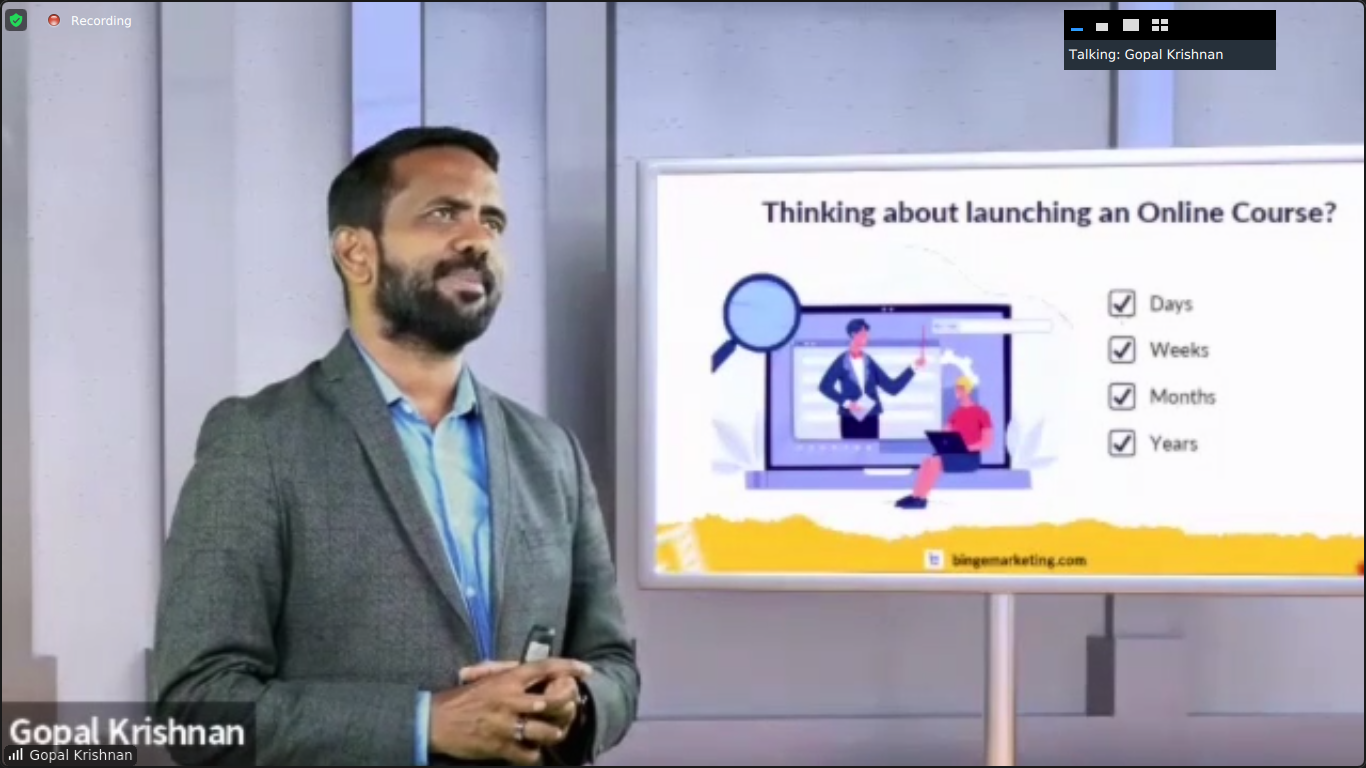 Recording
Talking: Gopal Krishnan
Thinking about launching an Online Course?
Days
Weeks
Months
Years
bingemarketing.com
Gopal Krishnan
Gopal Krishnan